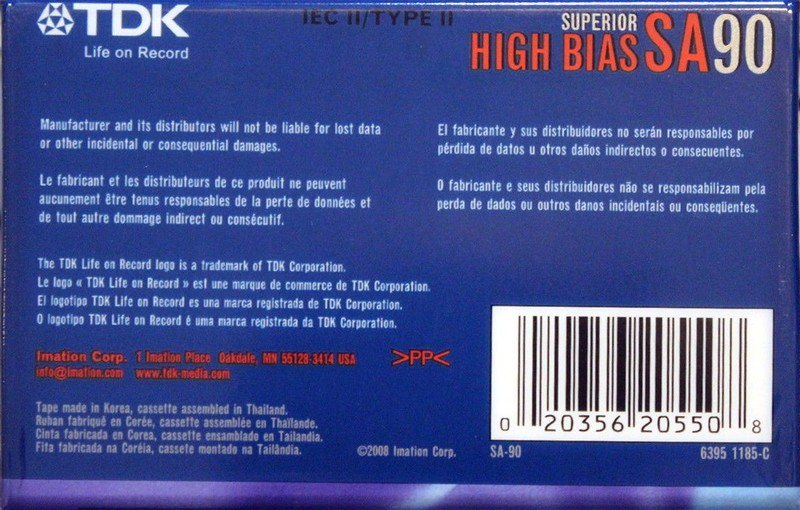 TDK
Life on Record
IEC II/TYPE II
SUPERIOR
HIGH BIAS SA90
Manufacturer and its distributors will not be liable for lost data
or other incidental or consequential damages.
Le fabricant et les distributeurs de ce produit ne peuvent
aucunement être tenus responsables de la perte de données et
de tout autre dommage indirect ou consécutif.
El fabricante y sus distribuidores no serán responsables por
pérdida de datos u otros daños indirectos o consecuentes.
O fabricante e seus distribuidores não se responsabilizam pela
perda de dados ou outros danos incidentais ou conseqüentes.
The TDK Life on Record logo is a trademark of TDK Corporation.
Le logo « TDK Life on Record » est une marque de commerce de TDK Corporation.
El logotipo TDK Life on Record es una marca registrada de TDK Corporation.
O logotipo TDK Life on Record é uma marca registrada da TDK Corporation.
Imation Corp. 1 Imation Place Oakdale, MN 55128-3414 USA
info@imation.com www.tdk-media.com
>PP<
Tape made in Korea, cassette assembled in Thailand.
Ruban fabriqué en Corée, cassette assemblée en Thaïlande.
Cinta fabricada en Corea, cassette ensamblado en Tailandia.
Fita fabricada na Coréia, cassete montado na Tailândia.
©2008 Imation Corp.
0 20356 20550 8
SA-90
6395 1185-C